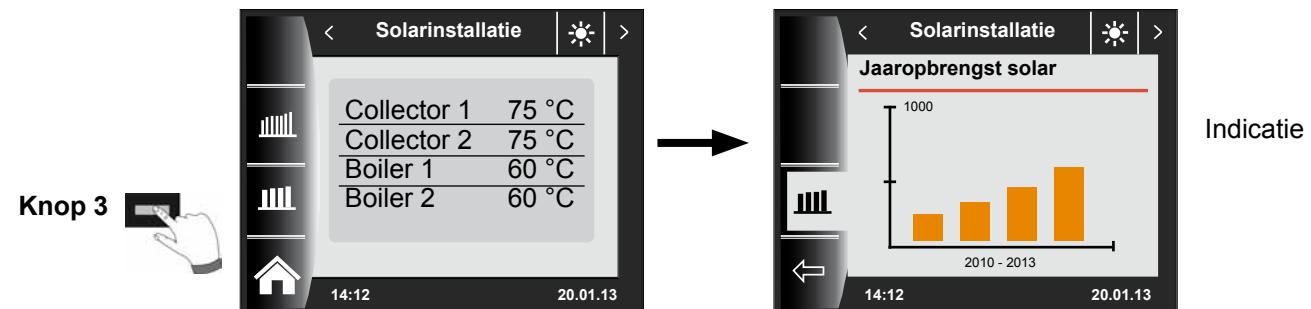 Knop 3
Solarinstallatie
Collector 1 75 °C
Collector 2 75 °C
Boiler 1 60 °C
Boiler 2 60 °C
14:12 20.01.13
Solarinstallatie
Jaaropbrengst solar
1000
2010 - 2013
14:12 20.01.13
Indicatie